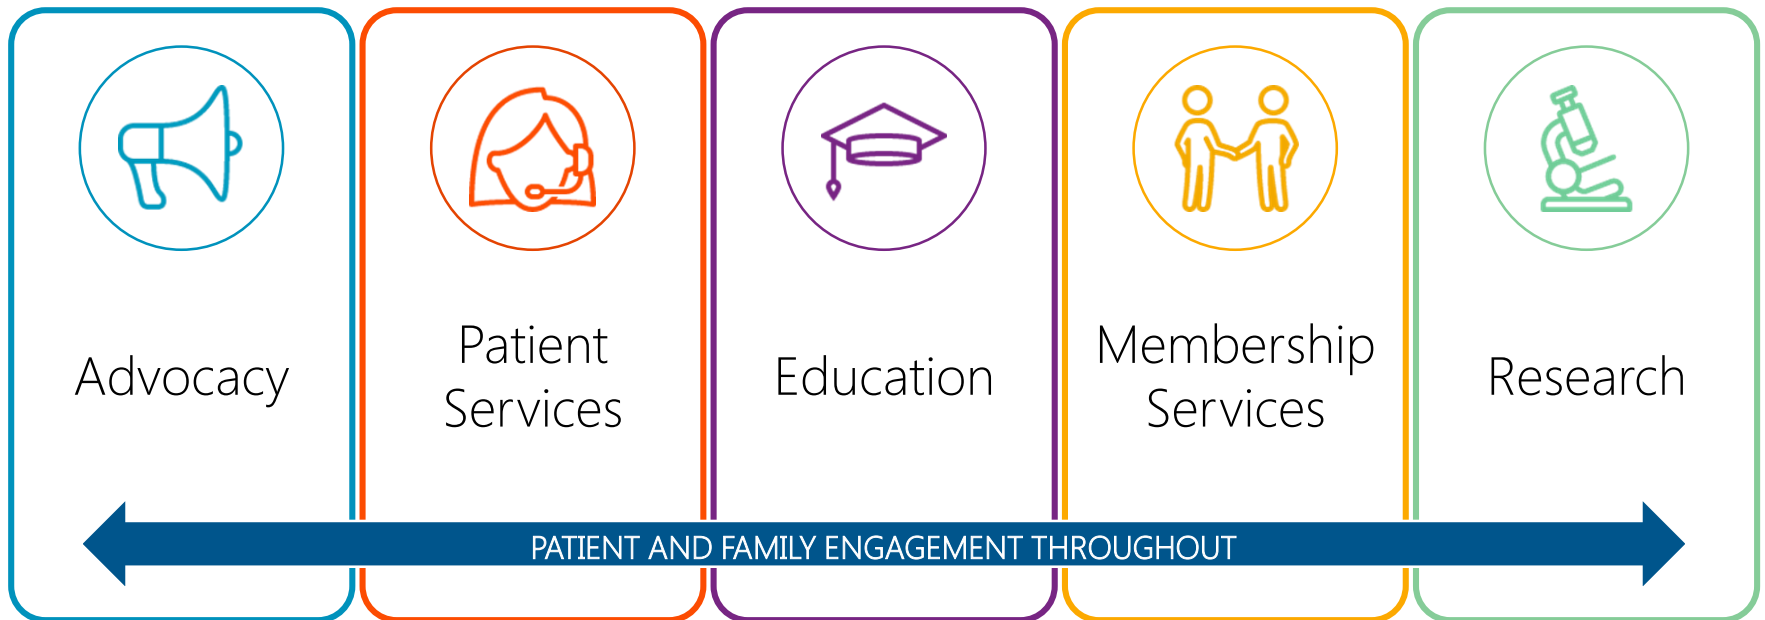 Advocacy
Patient
Services
Education
Membership
Services
Research
PATIENT AND FAMILY ENGAGEMENT THROUGHOUT